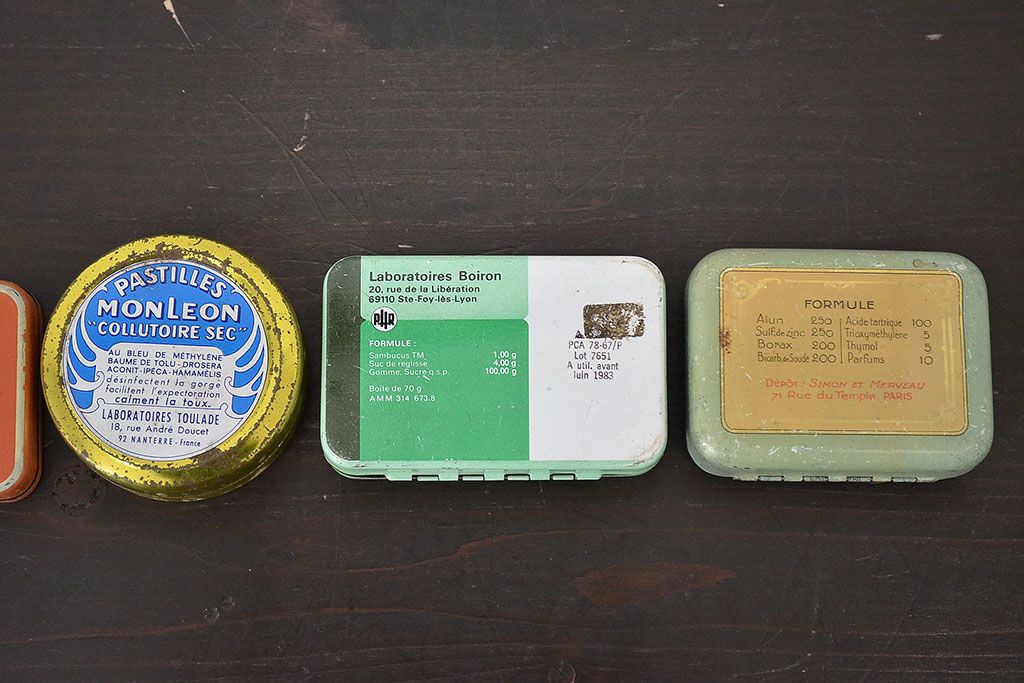 PASTILLES
MONLEON
"COLLUTOIRE SEC"
AU BLEU DE MÉTHYLÈNE
BAUME DE TOLU - DROSERA
ACONIT-IPECA-HAMAMÉLIS
désinfectent la gorge
facilitent l'expectoration
calment la toux.
LABORATOIRES TOULADE
18, rue André Doucet
92 NANTERRE - France
Laboratoires Boiron
20, rue de la Libération
69110 Ste-Foy-lès-Lyon
FORMULE :
Sambucus TM 1,00 g
Suc de réglisse 4,00 g
Gomme, Sucre q.s.p. 100,00 g
Boîte de 70 g
AMM 314 673.8
PCA 78-67/P
Lot 7651
A util. avant
Juin 1983
FORMULE
Alun 250
Sulf.de zinc 250
Borax 200
Bicarb.de Soude 200
Acide tartrique 100
Trioxyméthylène 5
Thymol 5
Parfums 10
DÉPÔT: SIMON ET MERVEAU
71 Rue du Temple PARIS